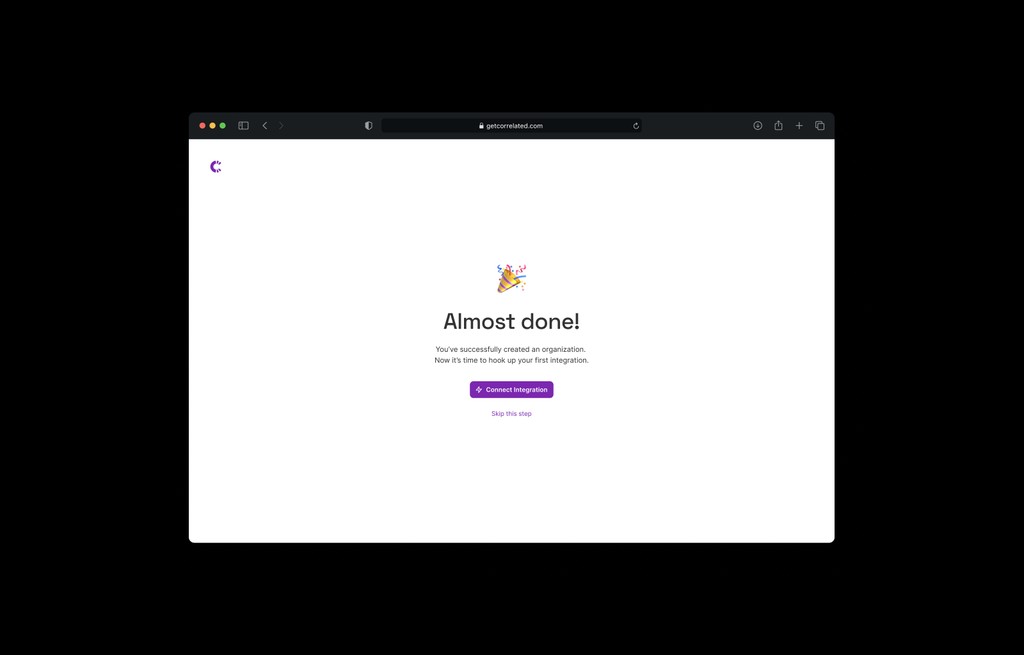 getcorrelated.com
Almost done!
You've successfully created an organization.
Now it's time to hook up your first integration.
Connect Integration
Skip this step